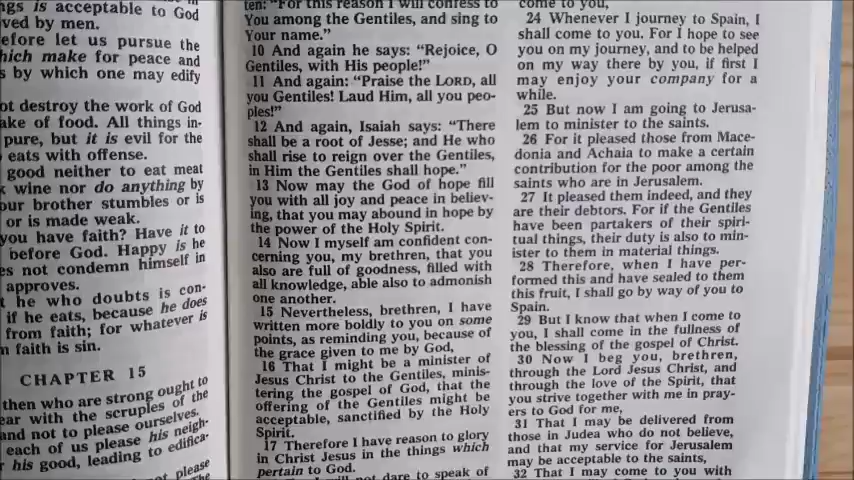 ngs is acceptable to God
ved by men.
efore let us pursue the
hich make for peace and
s by which one may edify
ot destroy the work of God
ake of food. All things in-
pure, but it is evil for the
eats with offense.
good neither to eat meat
k wine nor do anything by
our brother stumbles or is
or is made weak.
you have faith? Have it to
before God. Happy is he
es not condemn himself in
approves.
t he who doubts is con-
if he eats, because he does
from faith; for whatever is
n faith is sin.
CHAPTER 15
then who are strong ought to
ear with the scruples of the
and not to please ourselves.
each of us please his neigh-
r his good, leading to edifica-
not please
ten: "For this reason I will confess to
You among the Gentiles, and sing to
Your name."
10 And again he says: "Rejoice, O
Gentiles, with His people!"
11 And again: "Praise the LORD, all
you Gentiles! Laud Him, all you peo-
ples!"
12 And again, Isaiah says: "There
shall be a root of Jesse; and He who
shall rise to reign over the Gentiles,
in Him the Gentiles shall hope."
13 Now may the God of hope fill
you with all joy and peace in believ-
ing, that you may abound in hope by
the power of the Holy Spirit.
14 Now I myself am confident con-
cerning you, my brethren, that you
also are full of goodness, filled with
all knowledge, able also to admonish
one another.
15 Nevertheless, brethren, I have
written more boldly to you on some
points, as reminding you, because of
the grace given to me by God,
16 That I might be a minister of
Jesus Christ to the Gentiles, minis-
tering the gospel of God, that the
offering of the Gentiles might be
acceptable, sanctified by the Holy
Spirit.
17 Therefore I have reason to glory
in Christ Jesus in the things which
pertain to God.
not dare to speak of
come to you,
24 Whenever I journey to Spain, I
shall come to you. For I hope to see
you on my journey, and to be helped
on my way there by you, if first I
may enjoy your company for a
while.
25 But now I am going to Jerusa-
lem to minister to the saints.
26 For it pleased those from Mace-
donia and Achaia to make a certain
contribution for the poor among the
saints who are in Jerusalem.
27 It pleased them indeed, and they
are their debtors. For if the Gentiles
have been partakers of their spiri-
tual things, their duty is also to min-
ister to them in material things.
28 Therefore, when I have per-
formed this and have sealed to them
this fruit, I shall go by way of you to
Spain.
29 But I know that when I come to
you, I shall come in the fullness of
the blessing of the gospel of Christ.
30 Now I beg you, brethren,
through the Lord Jesus Christ, and
through the love of the Spirit, that
you strive together with me in pray-
ers to God for me,
31 That I may be delivered from
those in Judea who do not believe,
and that my service for Jerusalem
may be acceptable to the saints,
32 That I may come to you with